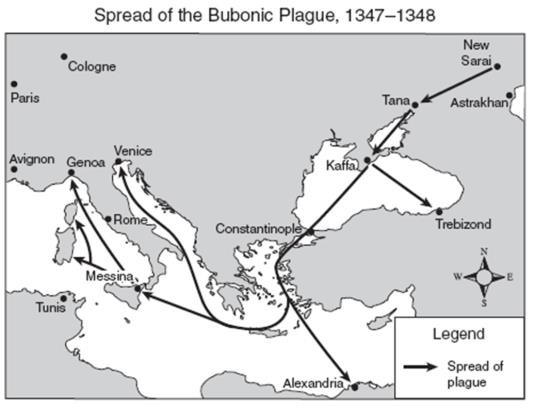 Spread of the Bubonic Plague, 1347–1348
New
Sarai
Cologne
Paris
Tana
Astrakhan
Avignon
Genoa
Venice
Kaffa
Rome
Constantinople
Trebizond
N
W
E
S
Messina
Tunis
Alexandria
Legend
Spread of
plague